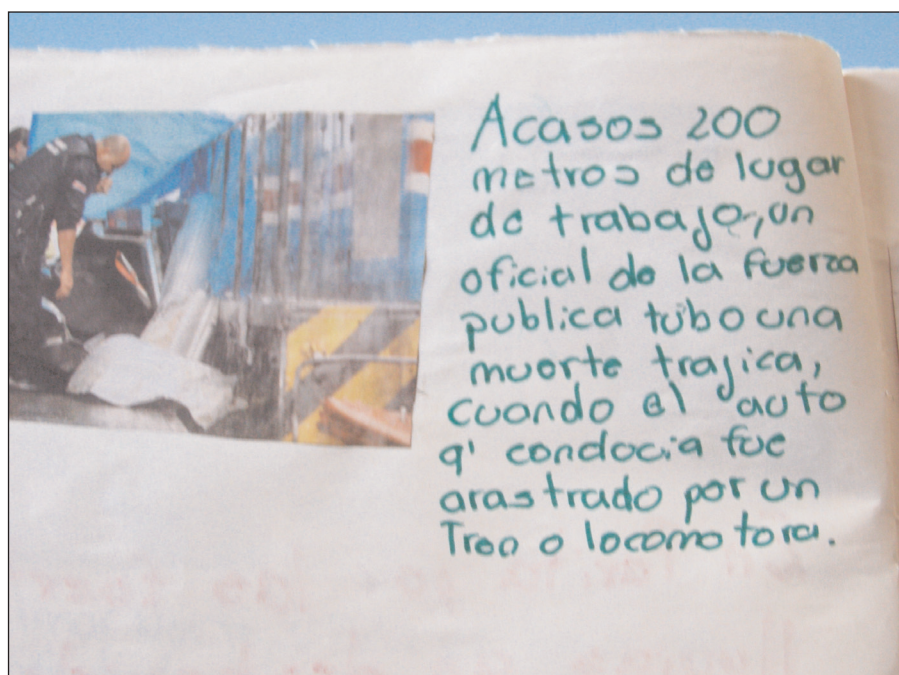 Acasos 200
metros de lugar
de trabajo, un
oficial de la fuerza
publica tubo una
muerte trajica,
cuando el auto
q' conducia fue
arastrado por un
Tren o locomotora.